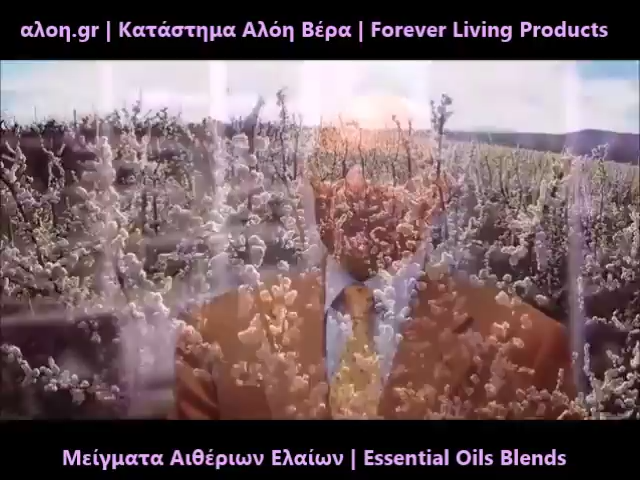 αλοη.gr | Κατάστημα Αλόη Βέρα | Forever Living Products
Μείγματα Αιθέριων Ελαίων | Essential Oils Blends